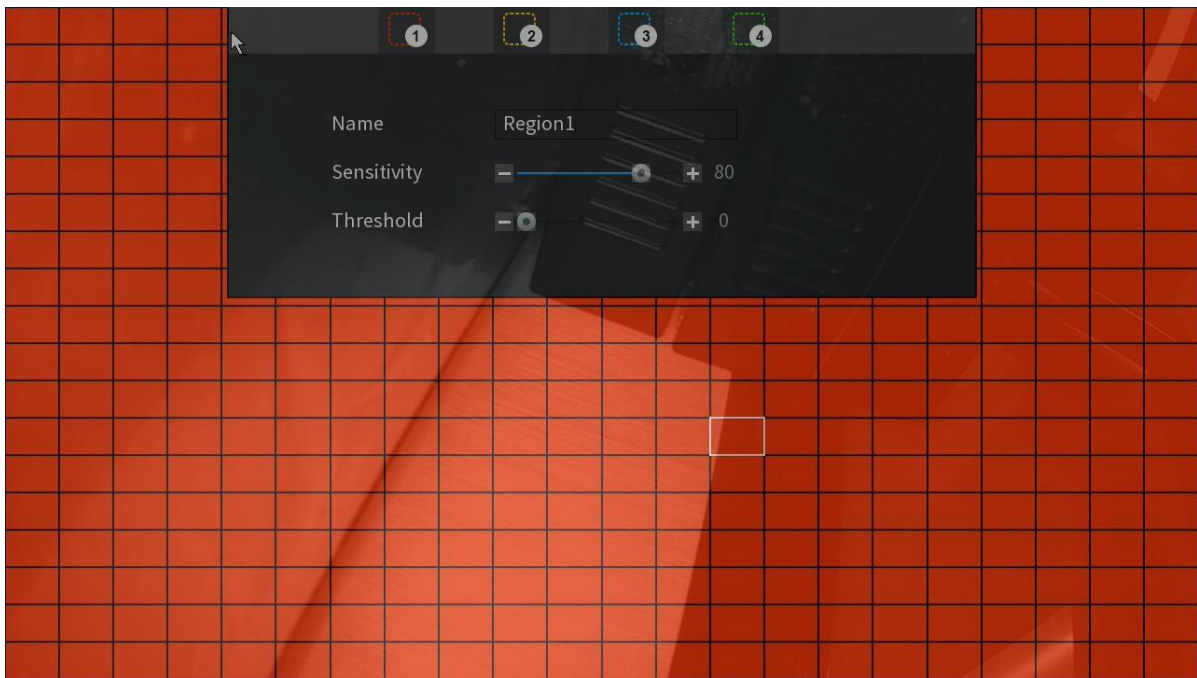 1 2 3 4
Name Region1
Sensitivity - + 80
Threshold - + 0